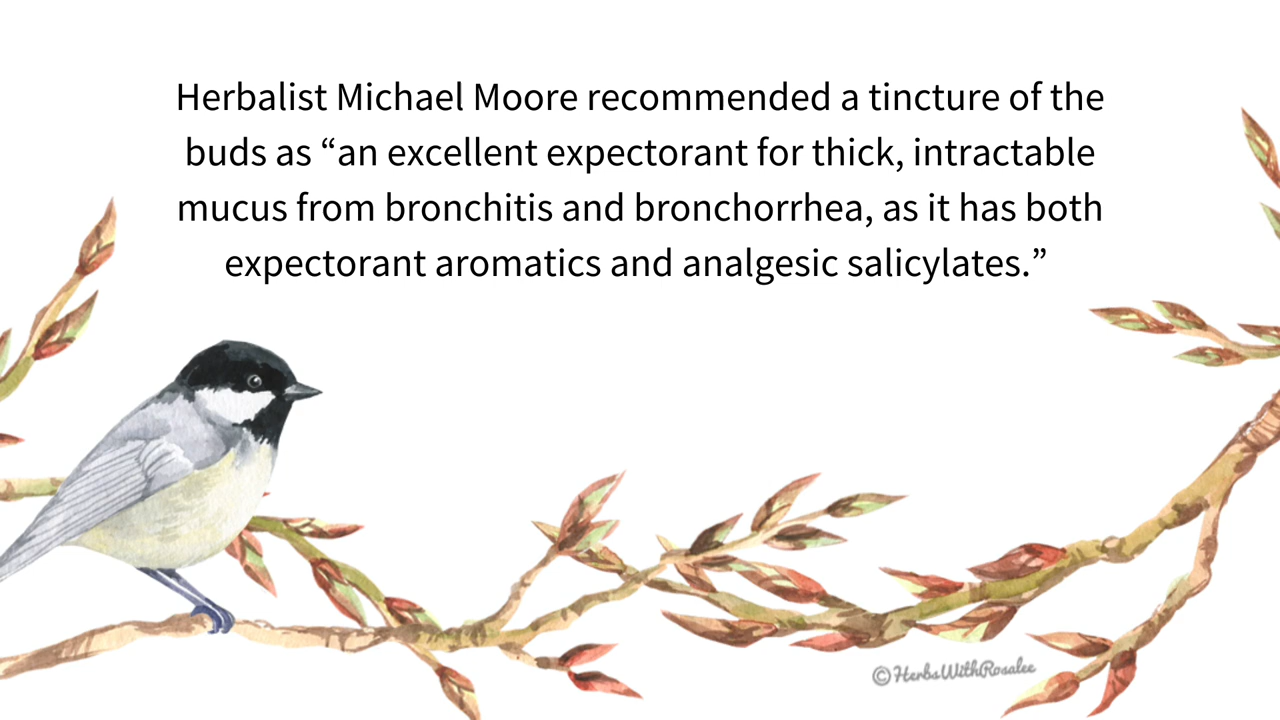 Herbalist Michael Moore recommended a tincture of the
buds as “an excellent expectorant for thick, intractable
mucus from bronchitis and bronchorrhea, as it has both
expectorant aromatics and analgesic salicylates.”
© HerbsWithRosalee